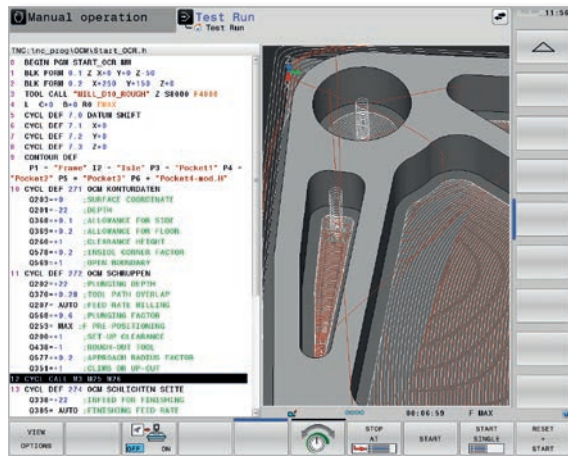 Manual operation
Test Run
Test Run
11:56
TNC:\nc_prog\OCM\Start_OCR.h
0 BEGIN PGM START_OCR MM
1 BLK FORM 0.1 Z X+0 Y+0 Z-50
2 BLK FORM 0.2 X+250 Y+150 Z+0
3 TOOL CALL "MILL_D10_ROUGH" Z S8000 F4000
4 L C+0 B+0 R0 FMAX
5 CYCL DEF 7.0 DATUM SHIFT
6 CYCL DEF 7.1 X+0
7 CYCL DEF 7.2 Y+0
8 CYCL DEF 7.3 Z+0
9 CONTOUR DEF
P1 = "Frame" I2 = "Isle" P3 = "Pocket1" P4 =
"Pocket2" P5 = "Pocket3" P6 = "Pocket4-mod.H"
10 CYCL DEF 271 OCM KONTURDATEN
Q203=+0 ;SURFACE COORDINATE
Q201=-22 ;DEPTH
Q368=+0.1 ;ALLOWANCE FOR SIDE
Q369=+0.2 ;ALLOWANCE FOR FLOOR
Q260=+1 ;CLEARANCE HEIGHT
Q578=+0.2 ;INSIDE CORNER FACTOR
Q569=+1 ;OPEN BOUNDARY
11 CYCL DEF 272 OCM SCHRUPPEN
Q202=+22 ;PLUNGING DEPTH
Q370=+0.28 ;TOOL PATH OVERLAP
Q207= AUTO ;FEED RATE MILLING
Q568=+0.6 ;PLUNGING FACTOR
Q253= MAX ;F PRE-POSITIONING
Q200=+1 ;SET-UP CLEARANCE
Q438=-1 ;ROUGH-OUT TOOL
Q577=+0.2 ;APPROACH RADIUS FACTOR
Q351=+1 ;CLIMB OR UP-CUT
12 CYCL CALL M3 M25 M26
13 CYCL DEF 274 OCM SCHLICHTEN SEITE
Q338=+22 ;INFEED FOR FINISHING
Q385= AUTO ;FINISHING FEED RATE
00:06:59 F MAX
VIEW
OPTIONS
OFF ON
STOP
AT
START
START
SINGLE
RESET
+
START